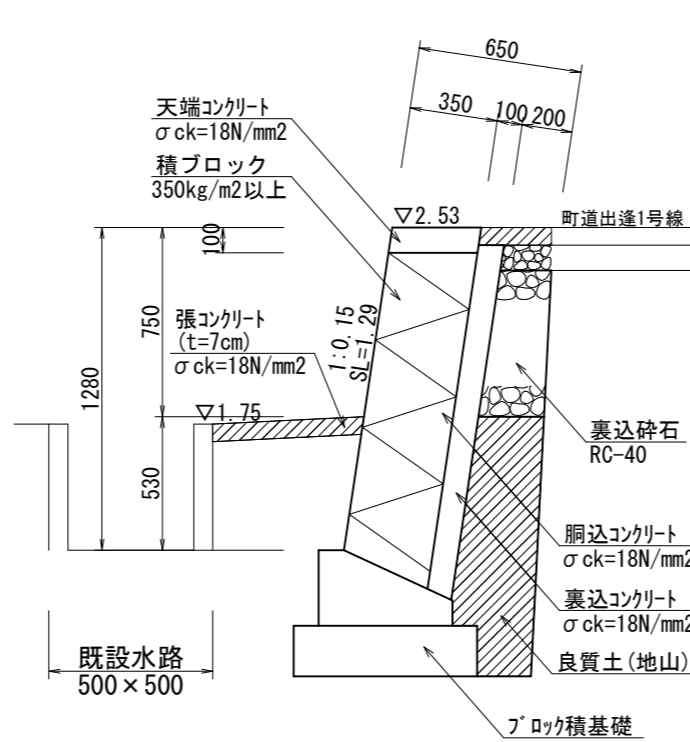 650
350
100
200
天端コンクリート
σck=18N/mm2
積ブロック
350kg/m2以上
▽2.53
町道出逢1号線
100
750
1280
530
張コンクリート
(t=7cm)
σck=18N/mm2
1:0.15
SL=1.29
▽1.75
裏込砕石
RC-40
胴込コンクリート
σck=18N/mm2
裏込コンクリート
σck=18N/mm2
良質土(地山)
既設水路
500×500
ブロック積基礎